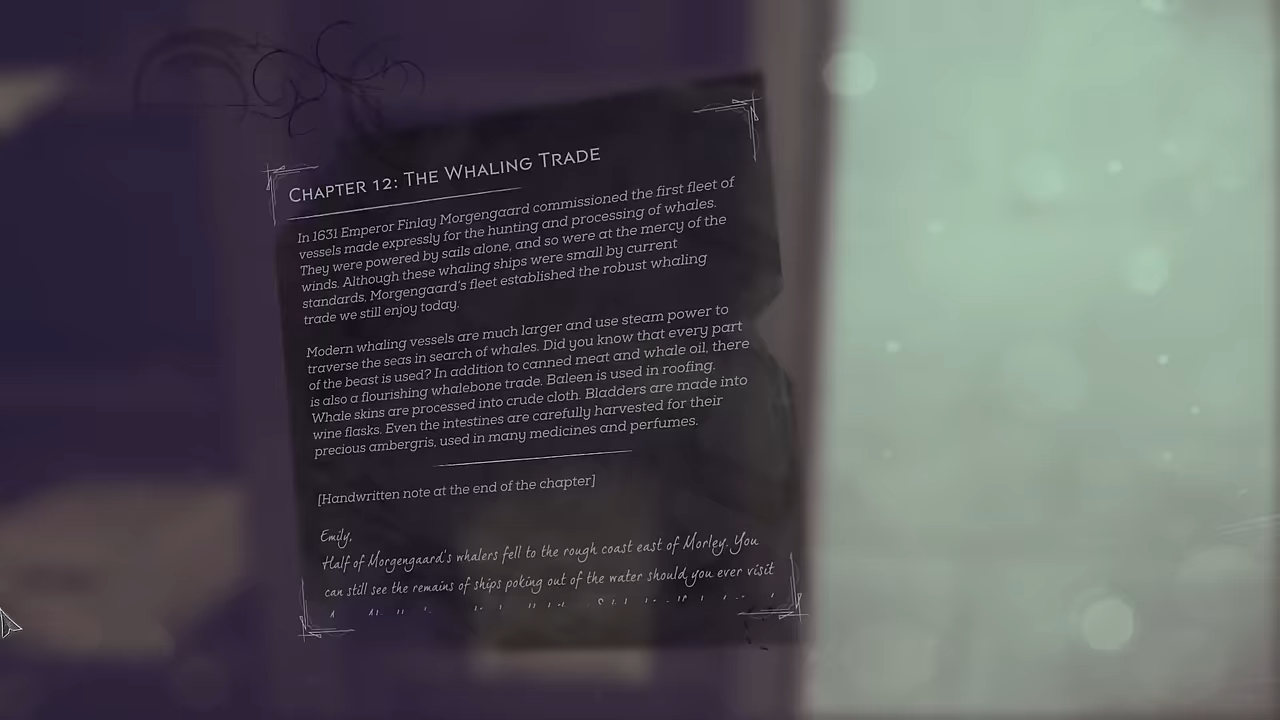 CHAPTER 12: THE WHALING TRADE
In 1631 Emperor Finlay Morgengaard commissioned the first fleet of
vessels made expressly for the hunting and processing of whales.
They were powered by sails alone, and so were at the mercy of the
winds. Although these whaling ships were small by current
standards, Morgengaard's fleet established the robust whaling
trade we still enjoy today.
Modern whaling vessels are much larger and use steam power to
traverse the seas in search of whales. Did you know that every part
of the beast is used? In addition to canned meat and whale oil, there
is also a flourishing whalebone trade. Baleen is used in roofing.
Whale skins are processed into crude cloth. Bladders are made into
wine flasks. Even the intestines are carefully harvested for their
precious ambergris, used in many medicines and perfumes.
[Handwritten note at the end of the chapter]
Emily,
Half of Morgengaard's whalers fell to the rough coast east of Morley. You
can still see the remains of ships poking out of the water should you ever visit